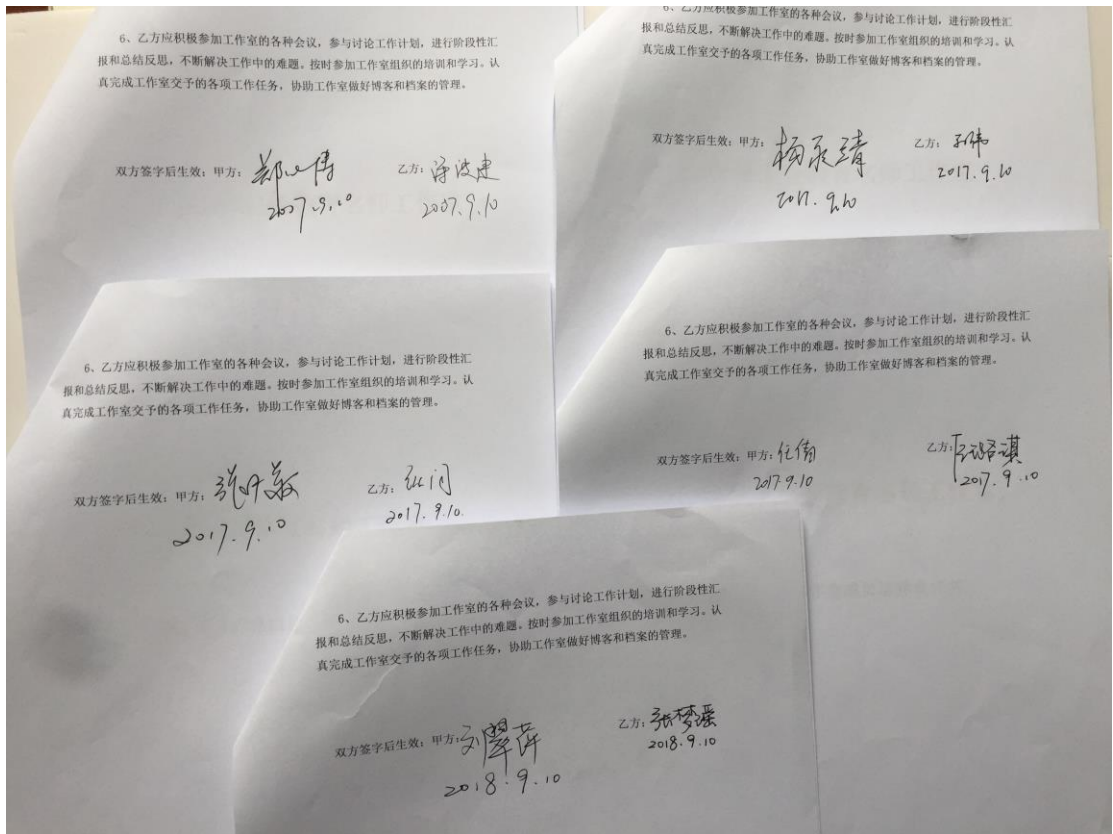 6、乙方应积极参加工作室的各种会议，参与讨论工作计划，进行阶段性汇
报和总结反思，不断解决工作中的难题。按时参加工作室组织的培训和学习。认
真完成工作室交予的各项工作任务，协助工作室做好博客和档案的管理。
双方签字后生效：甲方： 乙方：
2007.9.10 2007.9.10
6、乙方应积极参加工作室的各种会议，参与讨论工作计划，进行阶段性汇
报和总结反思，不断解决工作中的难题。按时参加工作室组织的培训和学习。认
真完成工作室交予的各项工作任务，协助工作室做好博客和档案的管理。
双方签字后生效：甲方： 乙方：
2017.9.10 2017.9.10
6、乙方应积极参加工作室的各种会议，参与讨论工作计划，进行阶段性汇
报和总结反思，不断解决工作中的难题。按时参加工作室组织的培训和学习。认
真完成工作室交予的各项工作任务，协助工作室做好博客和档案的管理。
双方签字后生效：甲方： 乙方：
2017.9.10 2017.9.10.
6、乙方应积极参加工作室的各种会议，参与讨论工作计划，进行阶段性汇
报和总结反思，不断解决工作中的难题。按时参加工作室组织的培训和学习。认
真完成工作室交予的各项工作任务，协助工作室做好博客和档案的管理。
双方签字后生效：甲方：任倩 乙方：
2017.9.10 2017.9.10
6、乙方应积极参加工作室的各种会议，参与讨论工作计划，进行阶段性汇
报和总结反思，不断解决工作中的难题。按时参加工作室组织的培训和学习。认
真完成工作室交予的各项工作任务，协助工作室做好博客和档案的管理。
双方签字后生效：甲方：刘翠萍 乙方：张梦瑶
2018.9.10 2018.9.10